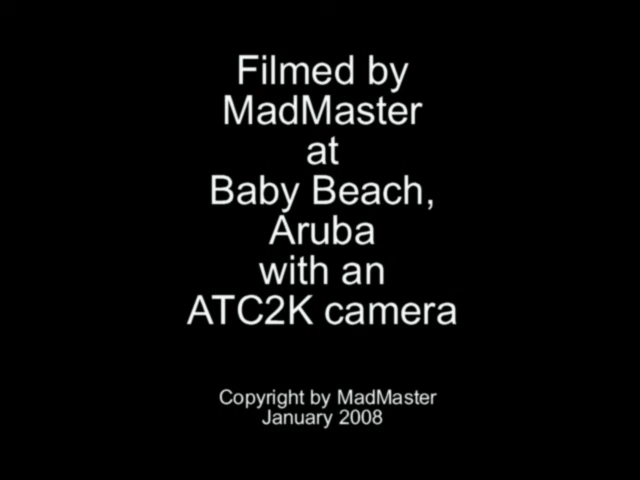 Filmed by
MadMaster
at
Baby Beach,
Aruba
with an
ATC2K camera
Copyright by MadMaster
January 2008